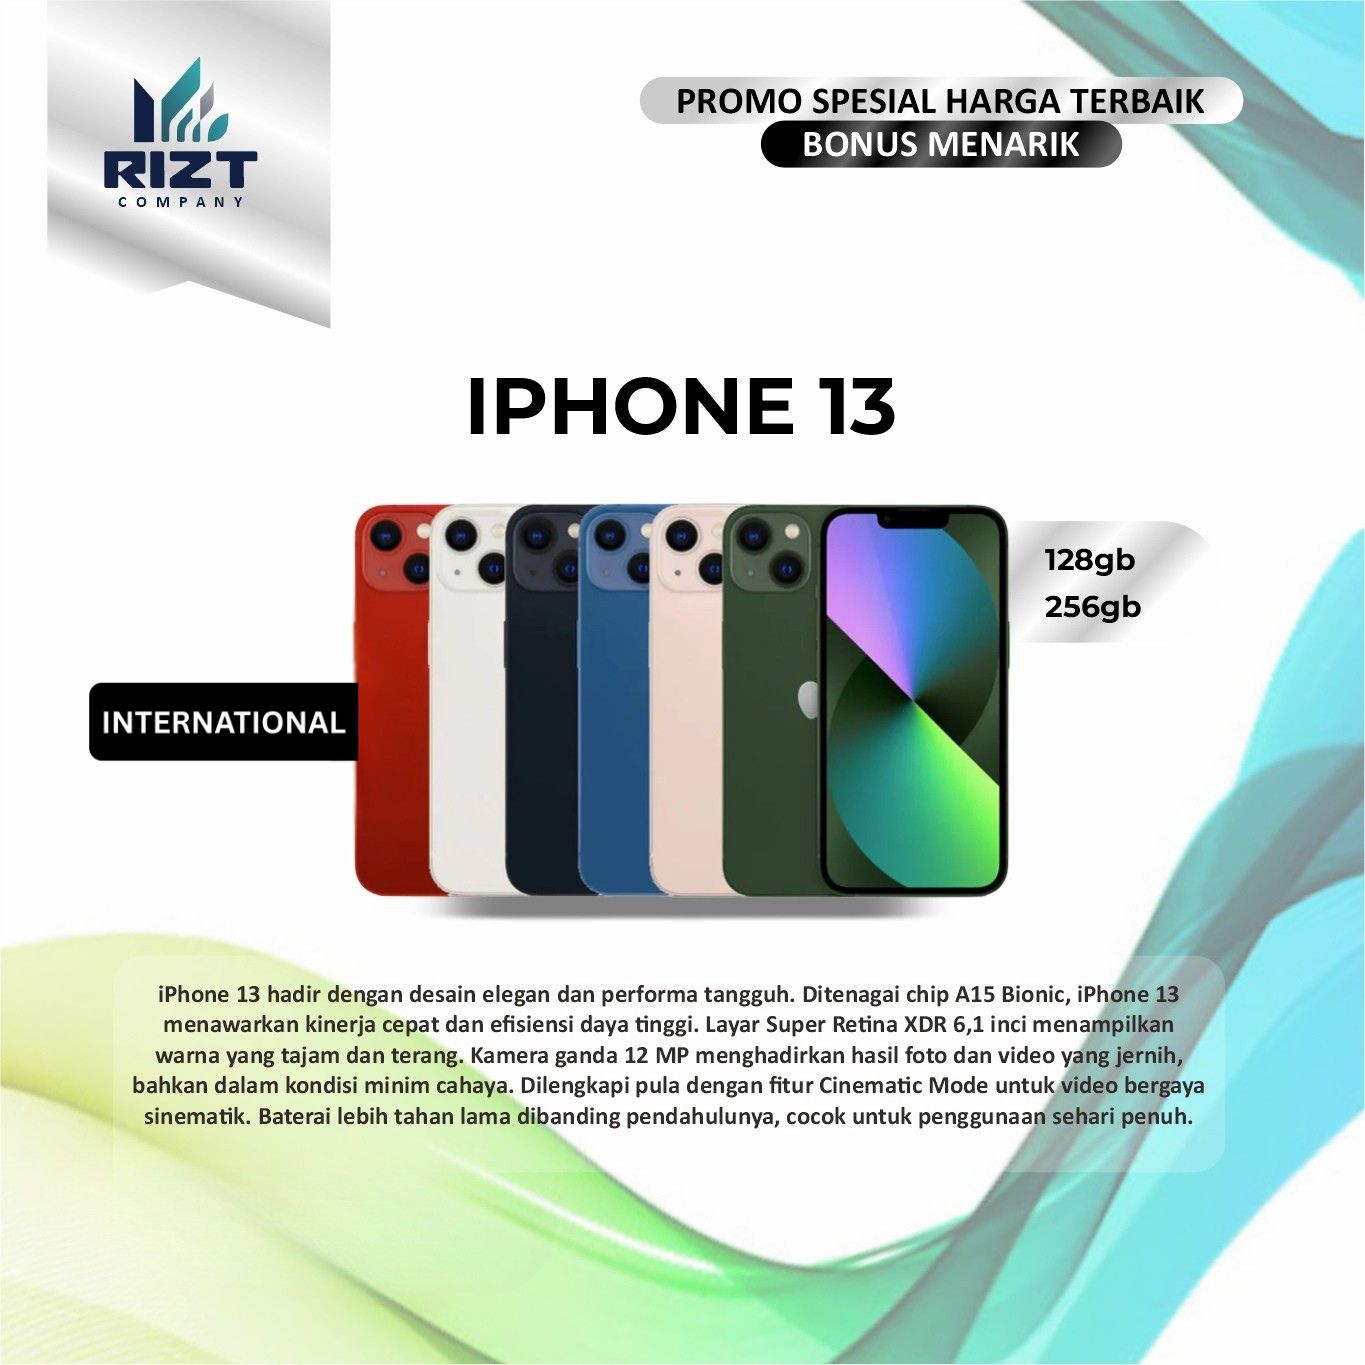 RIZT
COMPANY
PROMO SPESIAL HARGA TERBAIK
BONUS MENARIK
IPHONE 13
128gb
256gb
INTERNATIONAL
iPhone 13 hadir dengan desain elegan dan performa tangguh. Ditenagai chip A15 Bionic, iPhone 13
menawarkan kinerja cepat dan efisiensi daya tinggi. Layar Super Retina XDR 6,1 inci menampilkan
warna yang tajam dan terang. Kamera ganda 12 MP menghadirkan hasil foto dan video yang jernih,
bahkan dalam kondisi minim cahaya. Dilengkapi pula dengan fitur Cinematic Mode untuk video bergaya
sinematik. Baterai lebih tahan lama dibanding pendahulunya, cocok untuk penggunaan sehari penuh.